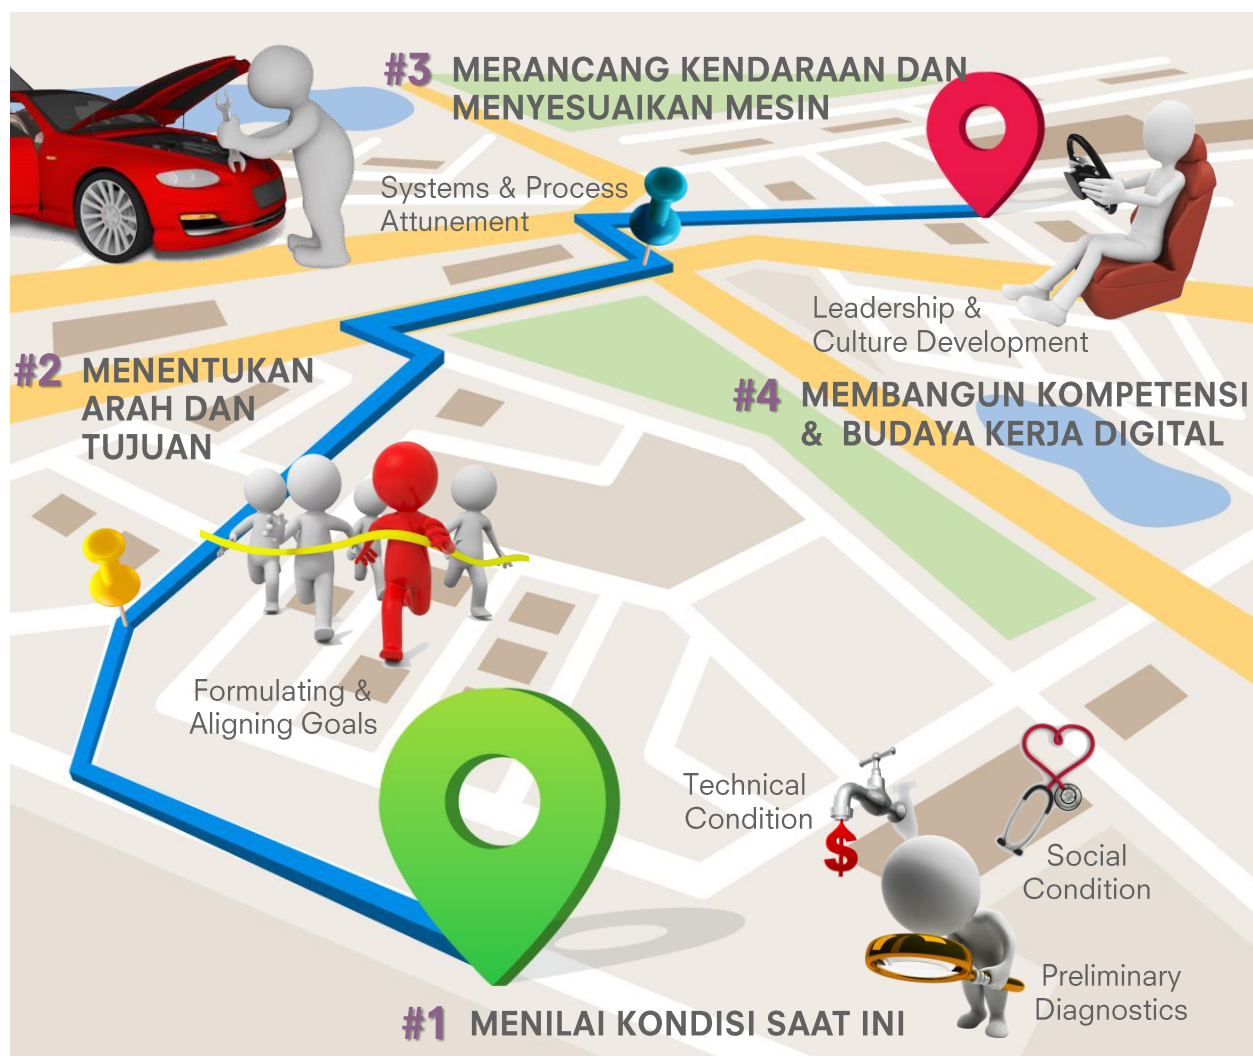 #3 MERANCANG KENDARAAN DAN
MENYESUAIKAN MESIN
Systems & Process
Attunement
Leadership &
Culture Development
#2 MENENTUKAN
ARAH DAN
TUJUAN
#4 MEMBANGUN KOMPETENSI
& BUDAYA KERJA DIGITAL
Formulating &
Aligning Goals
Technical
Condition
$
Social
Condition
Preliminary
Diagnostics
#1 MENILAI KONDISI SAAT INI